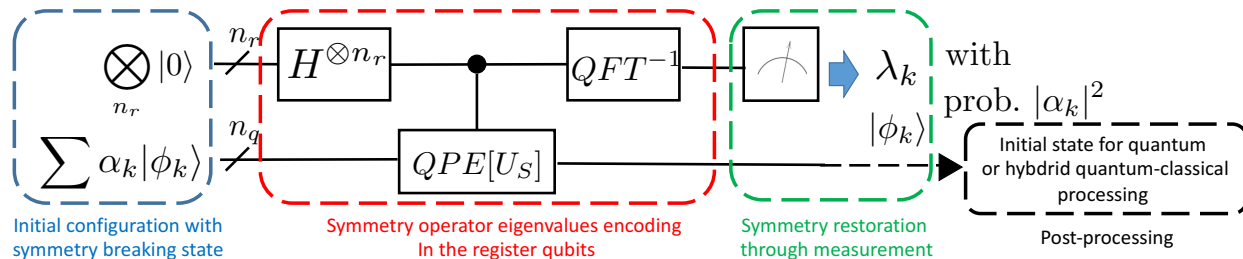 ⊗ |0⟩
n_r
n_r
H^{⊗n_r}
QFT^{-1}
λ_k with
prob. |α_k|^2
∑ α_k|ϕ_k⟩
n_q
QPE[U_S]
|ϕ_k⟩
Initial state for quantum
or hybdrid quantum-classical
processing
Initial configuration with
symmetry breaking state
Symmetry operator eigenvalues encoding
In the register qubits
Symmetry restoration
through measurement
Post-processing